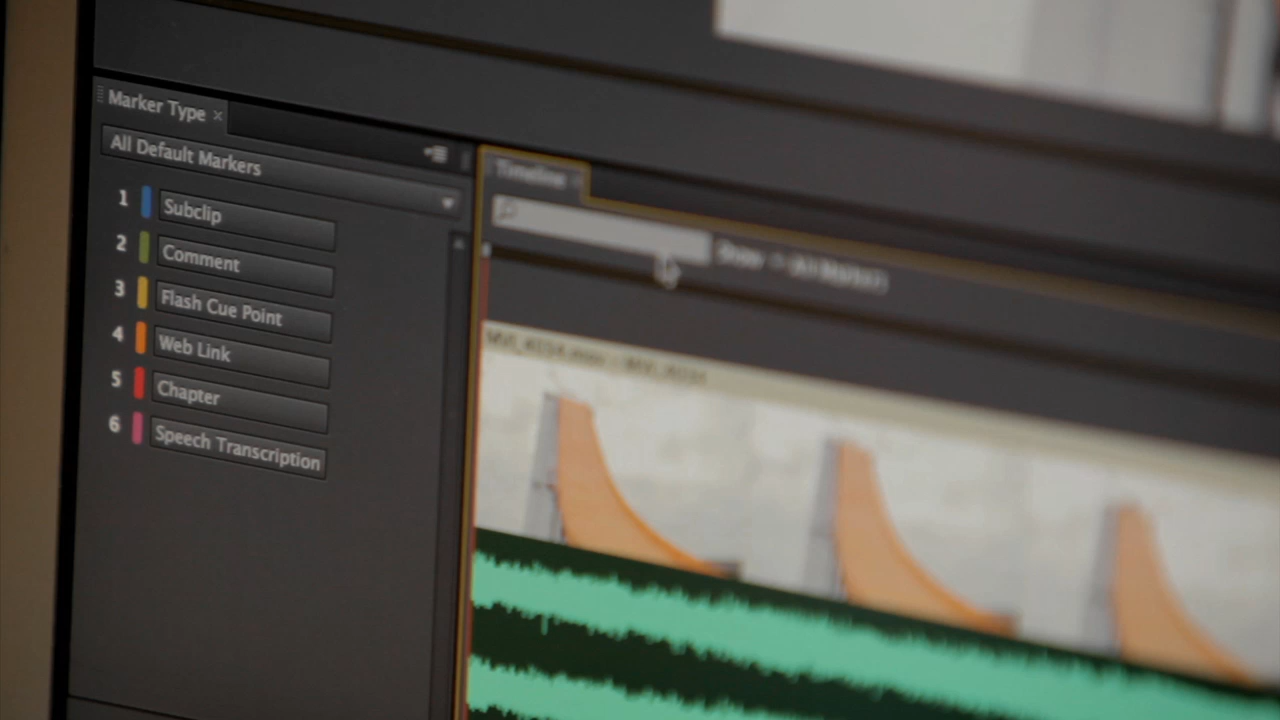 Marker Type
All Default Markers
1 Subclip
2 Comment
3 Flash Cue Point
4 Web Link
5 Chapter
6 Speech Transcription
Timeline